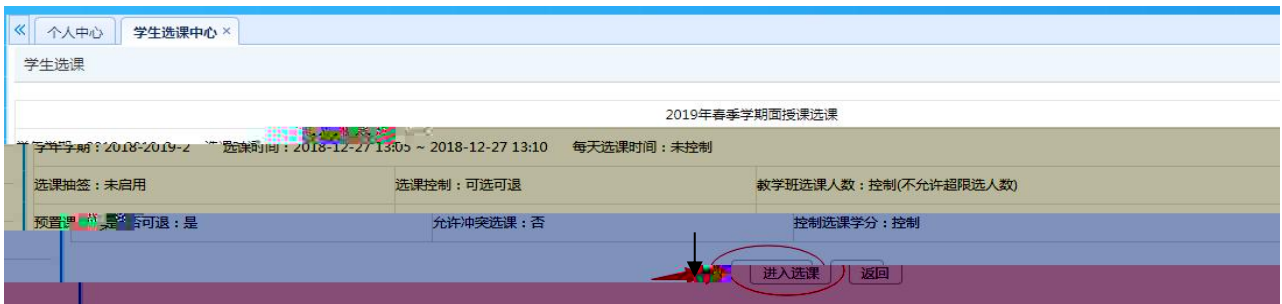 个人中心 学生选课中心 ×
学生选课
2019年春季学期面授课选课
学年学期：2018-2019-2 选课时间：2018-12-27 13:05 ~ 2018-12-27 13:10 每天选课时间：未控制
选课抽签：未启用 选课控制：可选可退 教学班选课人数：控制(不允许超限选人数)
预置课 是否可退：是 允许冲突选课：否 控制选课学分：控制
进入选课 返回